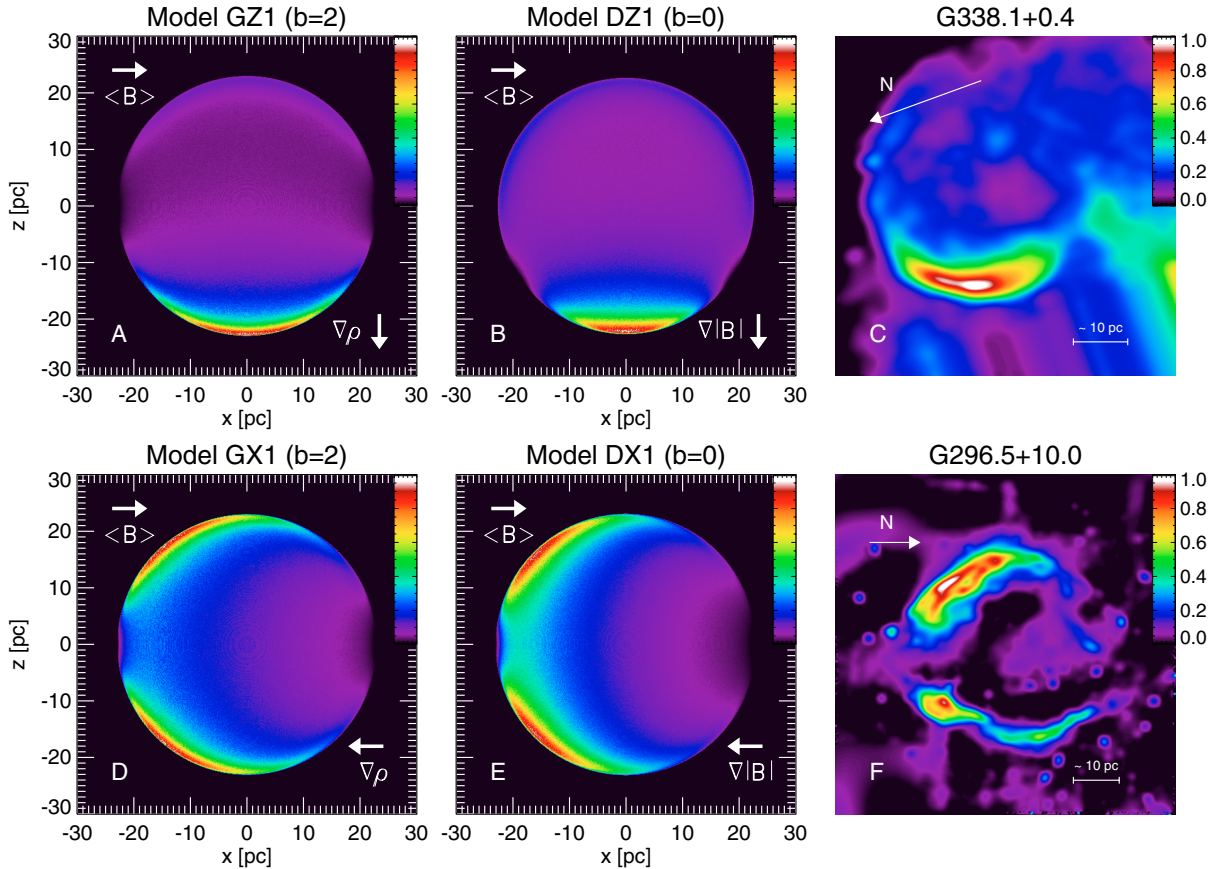 Model GZ1 (b=2)
Model DZ1 (b=0)
G338.1+0.4
30
20
10
0
-10
-20
-30
z [pc]
<B>
A
∇ρ
-30 -20 -10 0 10 20 30
x [pc]
<B>
B
∇|B|
-30 -20 -10 0 10 20 30
x [pc]
N
C
~ 10 pc
1.0
0.8
0.6
0.4
0.2
0.0
Model GX1 (b=2)
Model DX1 (b=0)
G296.5+10.0
30
20
10
0
-10
-20
-30
z [pc]
<B>
D
∇ρ
-30 -20 -10 0 10 20 30
x [pc]
<B>
E
∇|B|
-30 -20 -10 0 10 20 30
x [pc]
N
F
~ 10 pc
1.0
0.8
0.6
0.4
0.2
0.0